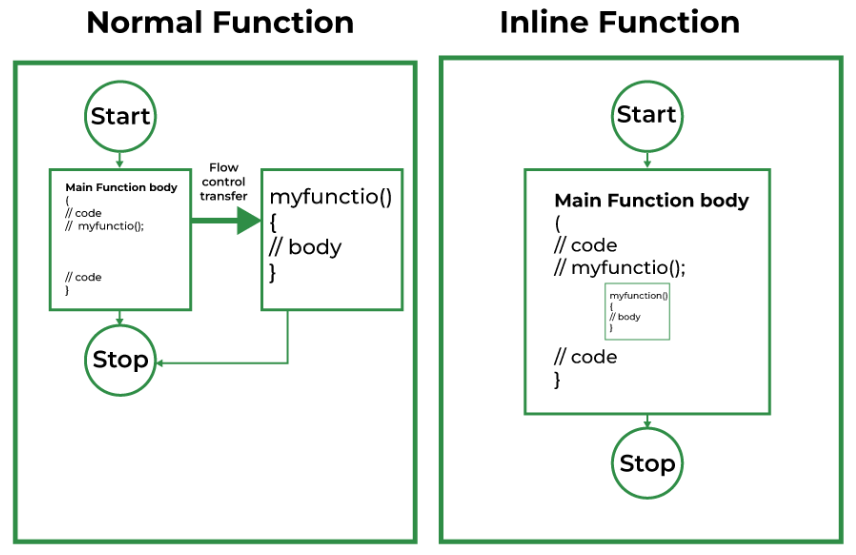 Normal Function
Start
Main Function body
{
// code
// myfunctio();
// code
}
Flow
control
transfer
myfunctio()
{
// body
}
Stop
Inline Function
Start
Main Function body
(
// code
// myfunctio();
myfunction()
{
// body
}
// code
}
Stop